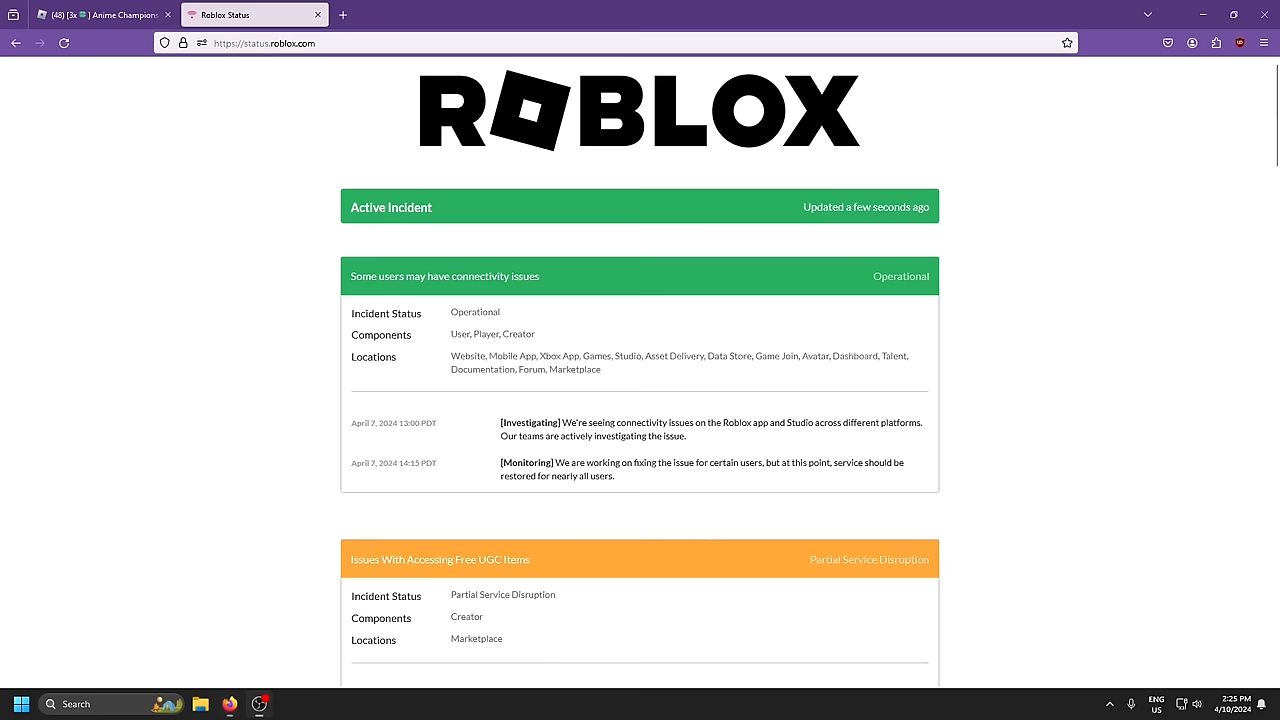 (48) [3x🍀] Anime Champions
Roblox Status
https://status.roblox.com
ROBLOX
Active Incident
Updated a few seconds ago
Some users may have connectivity issues
Operational
Incident Status
Operational
Components
User, Player, Creator
Locations
Website, Mobile App, Xbox App, Games, Studio, Asset Delivery, Data Store, Game Join, Avatar, Dashboard, Talent,
Documentation, Forum, Marketplace
April 7, 2024 13:00 PDT
[Investigating] We're seeing connectivity issues on the Roblox app and Studio across different platforms.
Our teams are actively investigating the issue.
April 7, 2024 14:15 PDT
[Monitoring] We are working on fixing the issue for certain users, but at this point, service should be
restored for nearly all users.
Issues With Accessing Free UGC Items
Partial Service Disruption
Incident Status
Partial Service Disruption
Components
Creator
Locations
Marketplace
Search
ENG
US
2:25 PM
4/10/2024